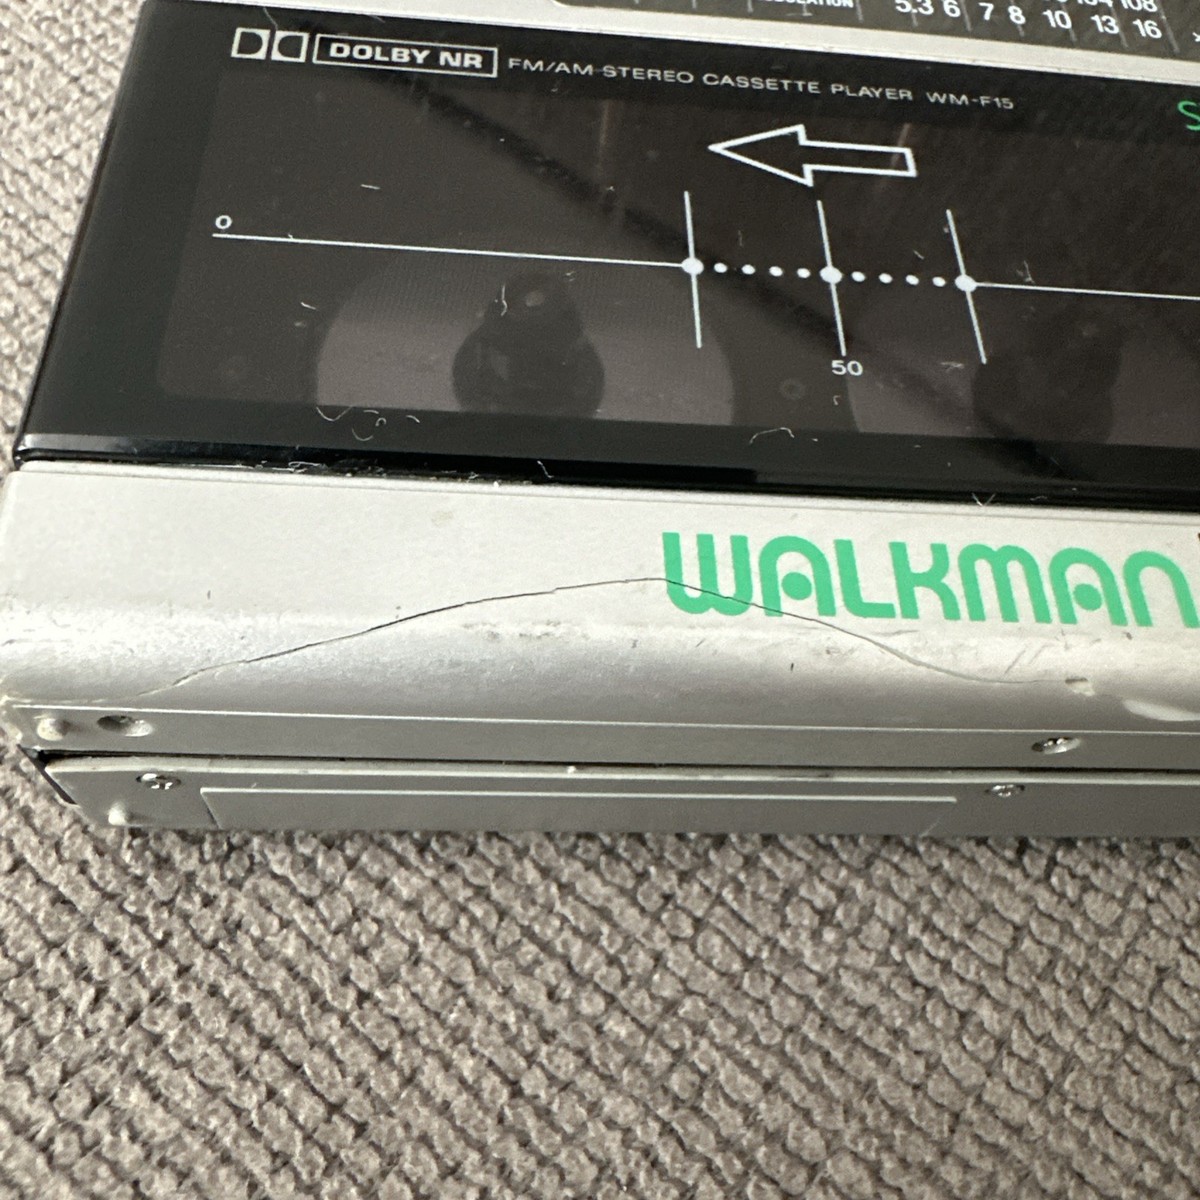 108
5.3 6 7 8 10 13 16
DOLBY NR FM/AM STEREO CASSETTE PLAYER WM-F15
0
50
WALKMAN